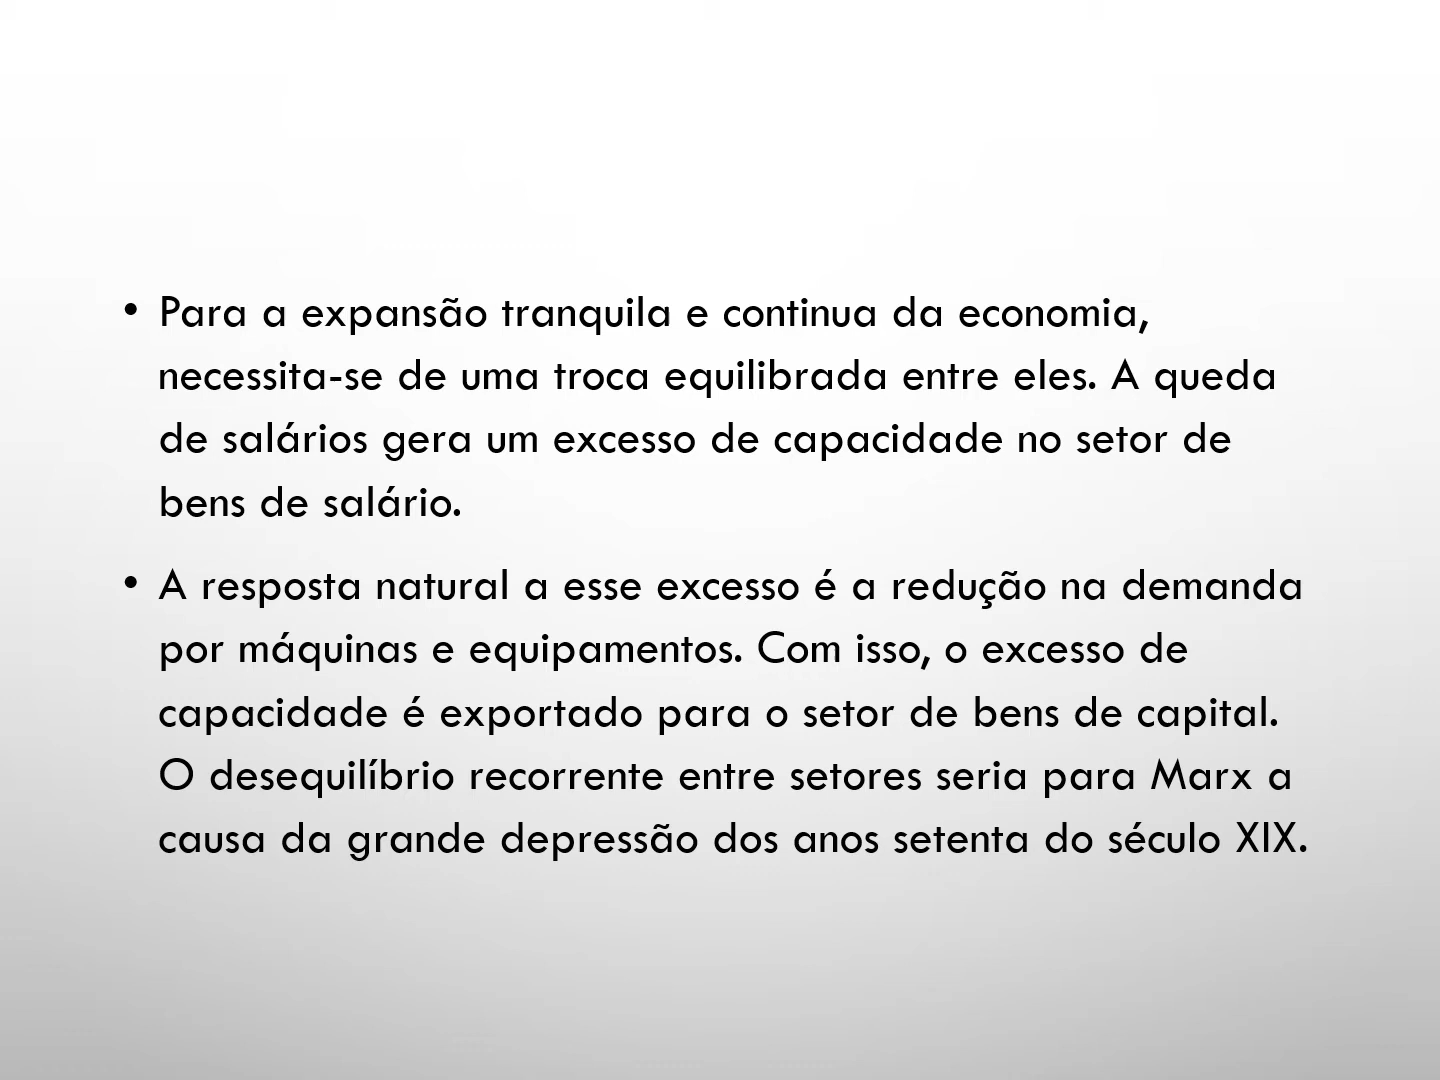 • Para a expansão tranquila e continua da economia,
necessita-se de uma troca equilibrada entre eles. A queda
de salários gera um excesso de capacidade no setor de
bens de salário.
• A resposta natural a esse excesso é a redução na demanda
por máquinas e equipamentos. Com isso, o excesso de
capacidade é exportado para o setor de bens de capital.
O desequilíbrio recorrente entre setores seria para Marx a
causa da grande depressão dos anos setenta do século XIX.